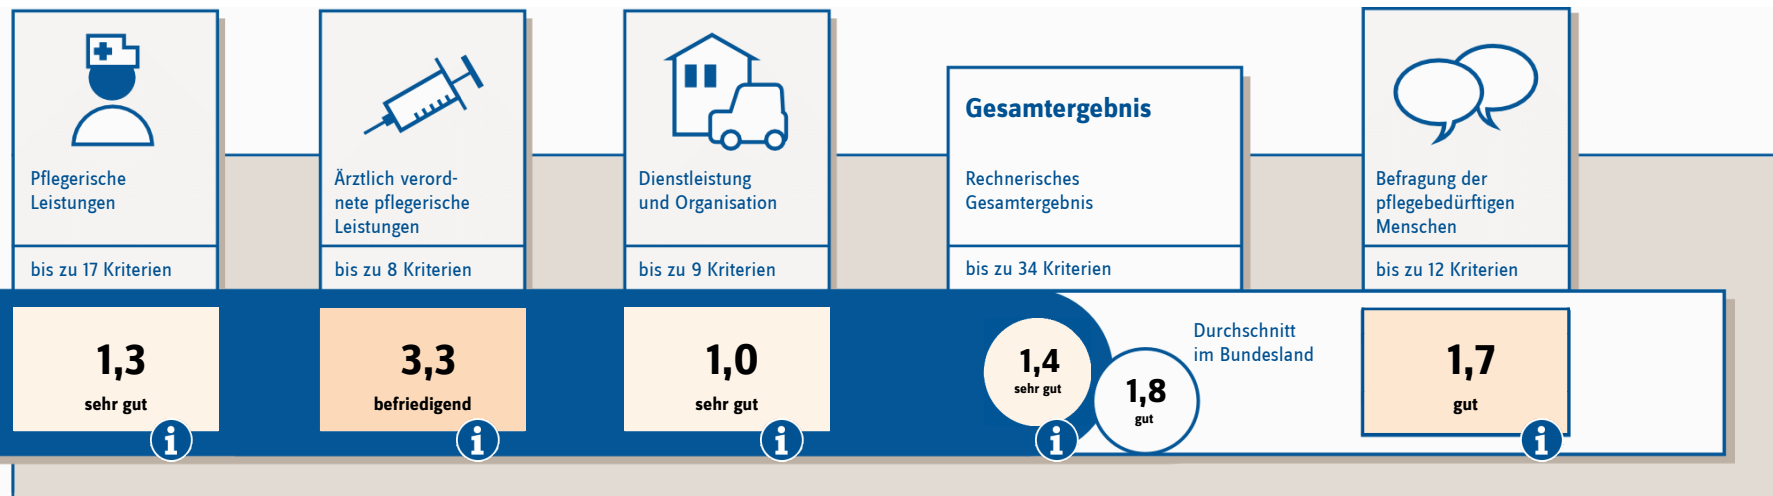 Pflegerische
Leistungen
bis zu 17 Kriterien
1,3
sehr gut
i
Ärztlich verord-
nete pflegerische
Leistungen
bis zu 8 Kriterien
3,3
befriedigend
i
Dienstleistung
und Organisation
bis zu 9 Kriterien
1,0
sehr gut
i
Gesamtergebnis
Rechnerisches
Gesamtergebnis
bis zu 34 Kriterien
1,4
sehr gut
i
1,8
gut
Durchschnitt
im Bundesland
Befragung der
pflegebedürftigen
Menschen
bis zu 12 Kriterien
1,7
gut
i